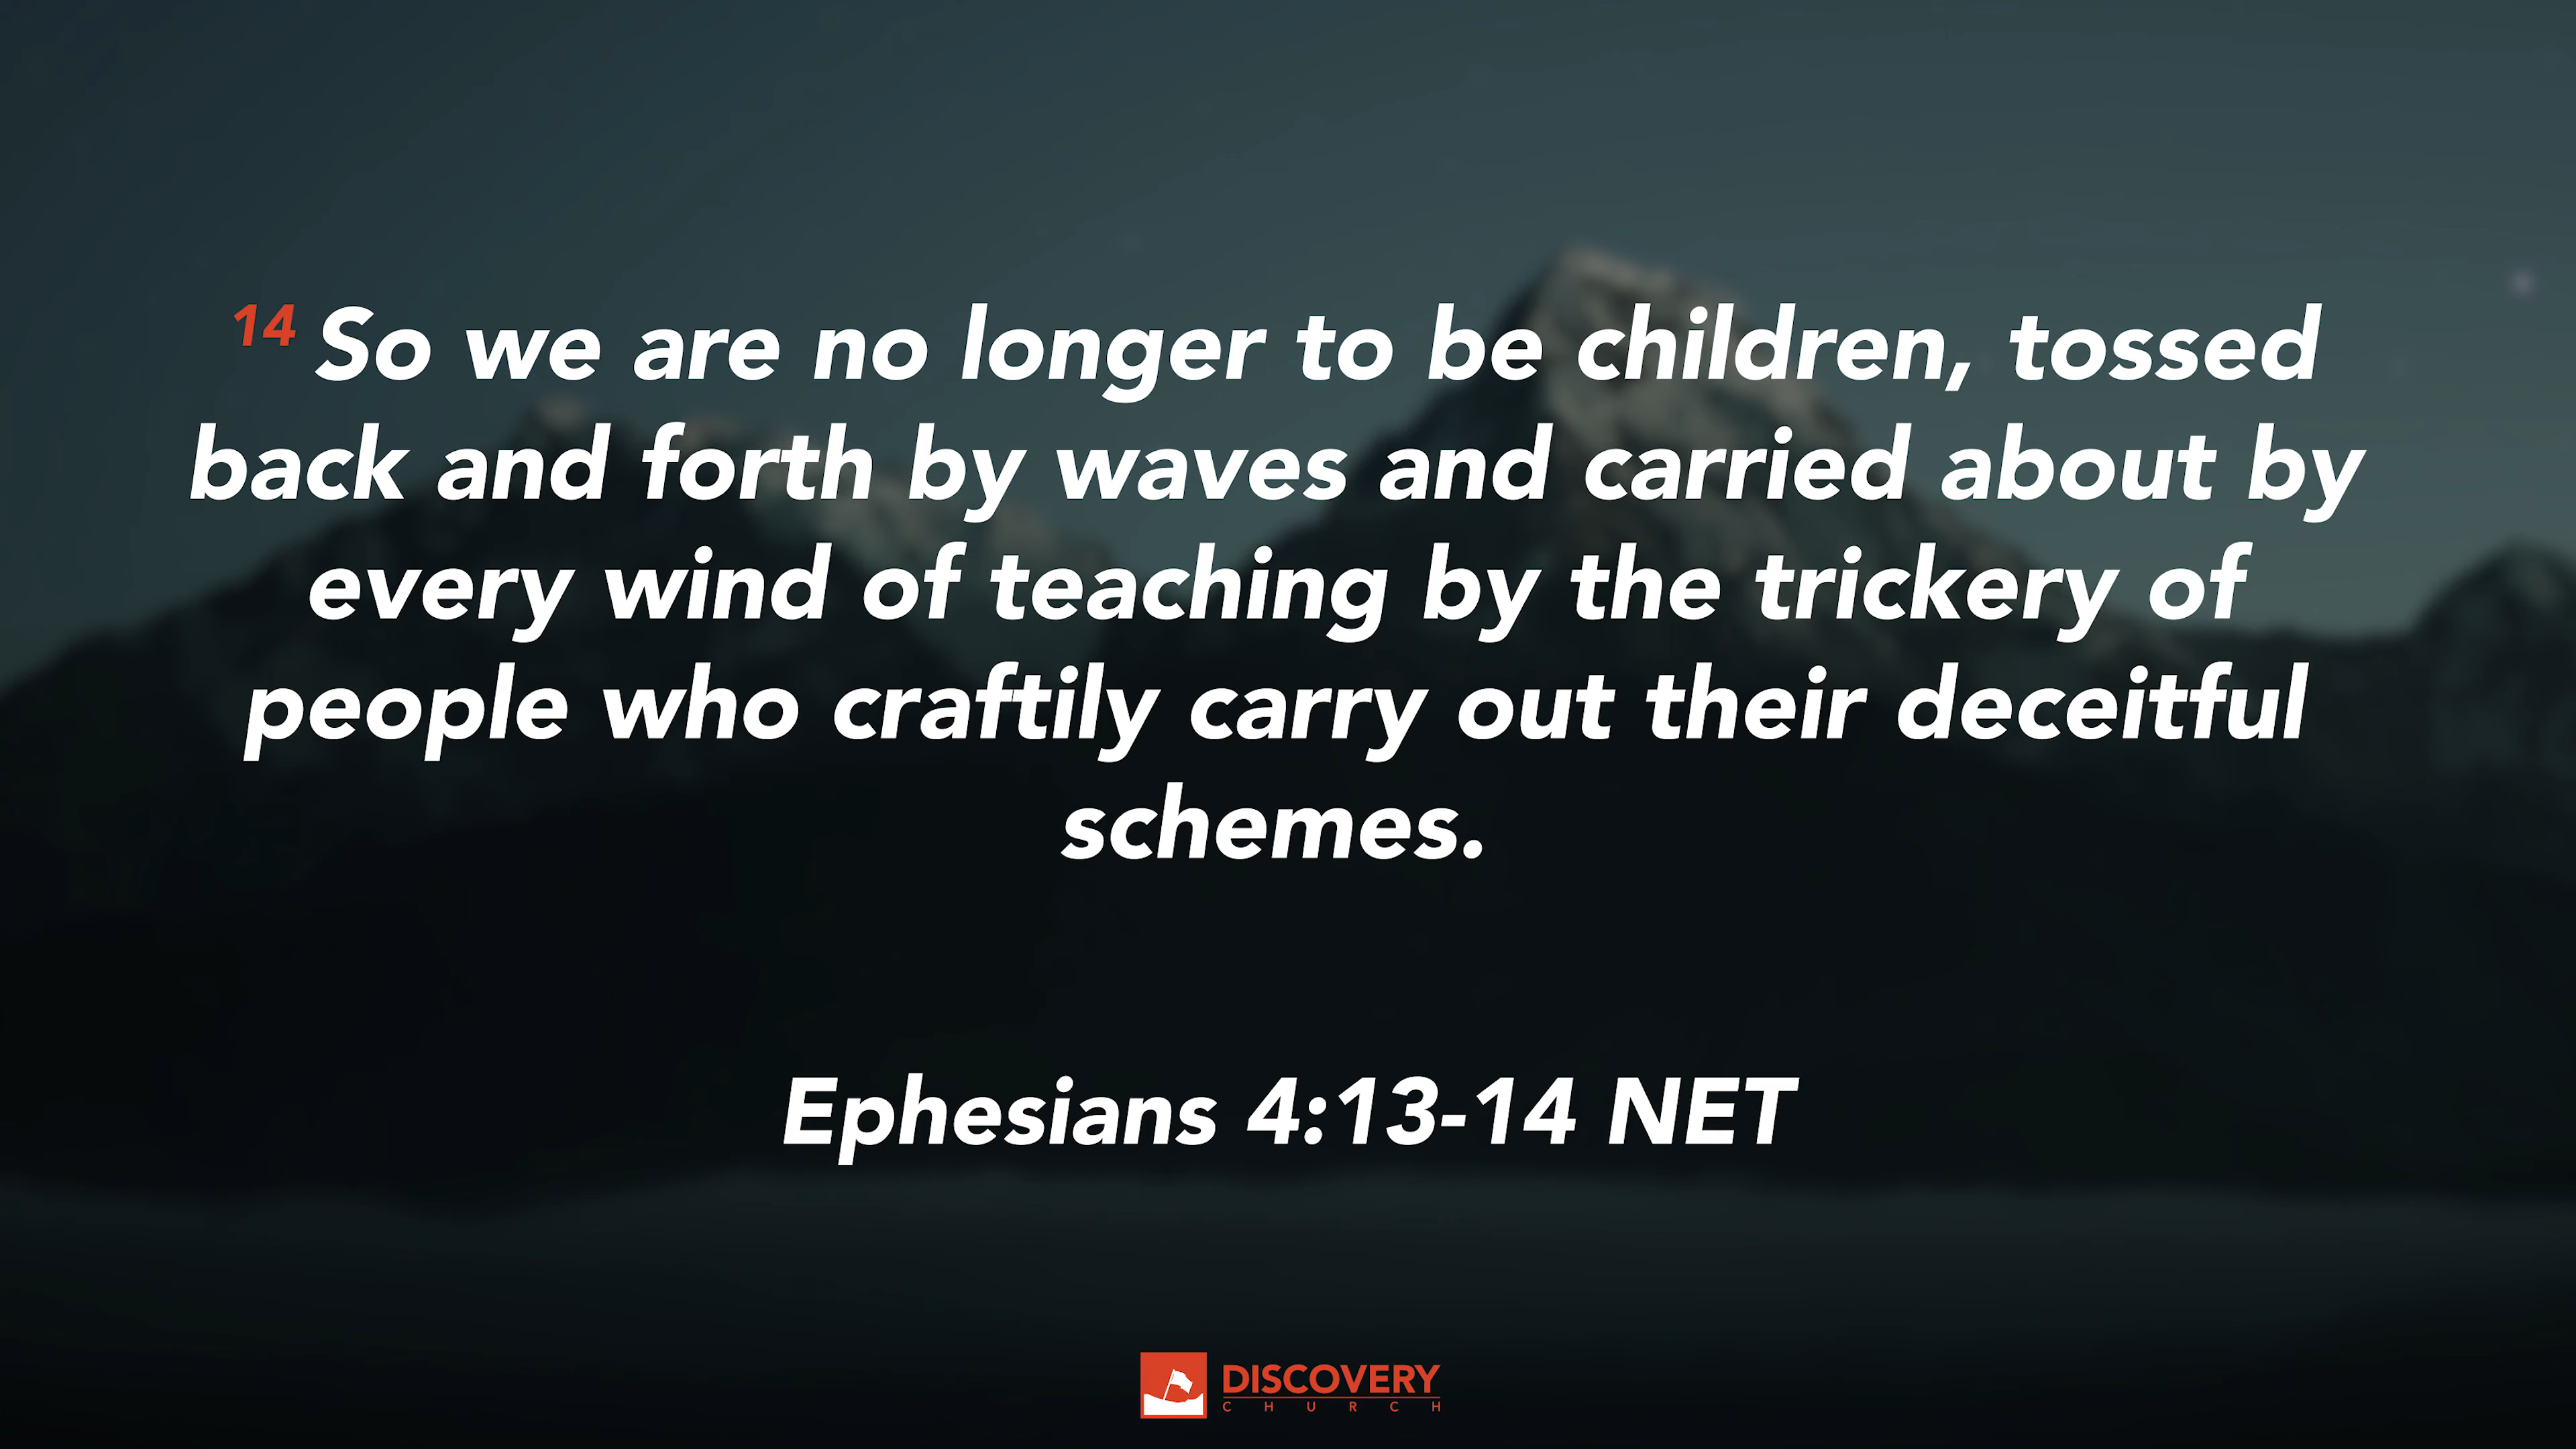 14 So we are no longer to be children, tossed
back and forth by waves and carried about by
every wind of teaching by the trickery of
people who craftily carry out their deceitful
schemes.
Ephesians 4:13-14 NET
DISCOVERY
CHURCH